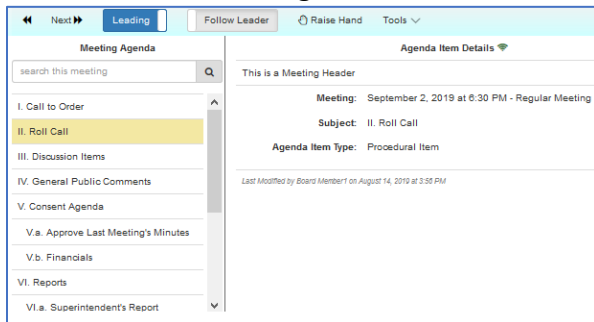 Next Leading Follow Leader Raise Hand Tools
Meeting Agenda
search this meeting
I. Call to Order
II. Roll Call
III. Discussion Items
IV. General Public Comments
V. Consent Agenda
V.a. Approve Last Meeting's Minutes
V.b. Financials
VI. Reports
VI.a. Superintendent's Report
Agenda Item Details
This is a Meeting Header
Meeting: September 2, 2019 at 6:30 PM - Regular Meeting
Subject: II. Roll Call
Agenda Item Type: Procedural Item
Last Modified by Board Member1 on August 14, 2019 at 3:56 PM